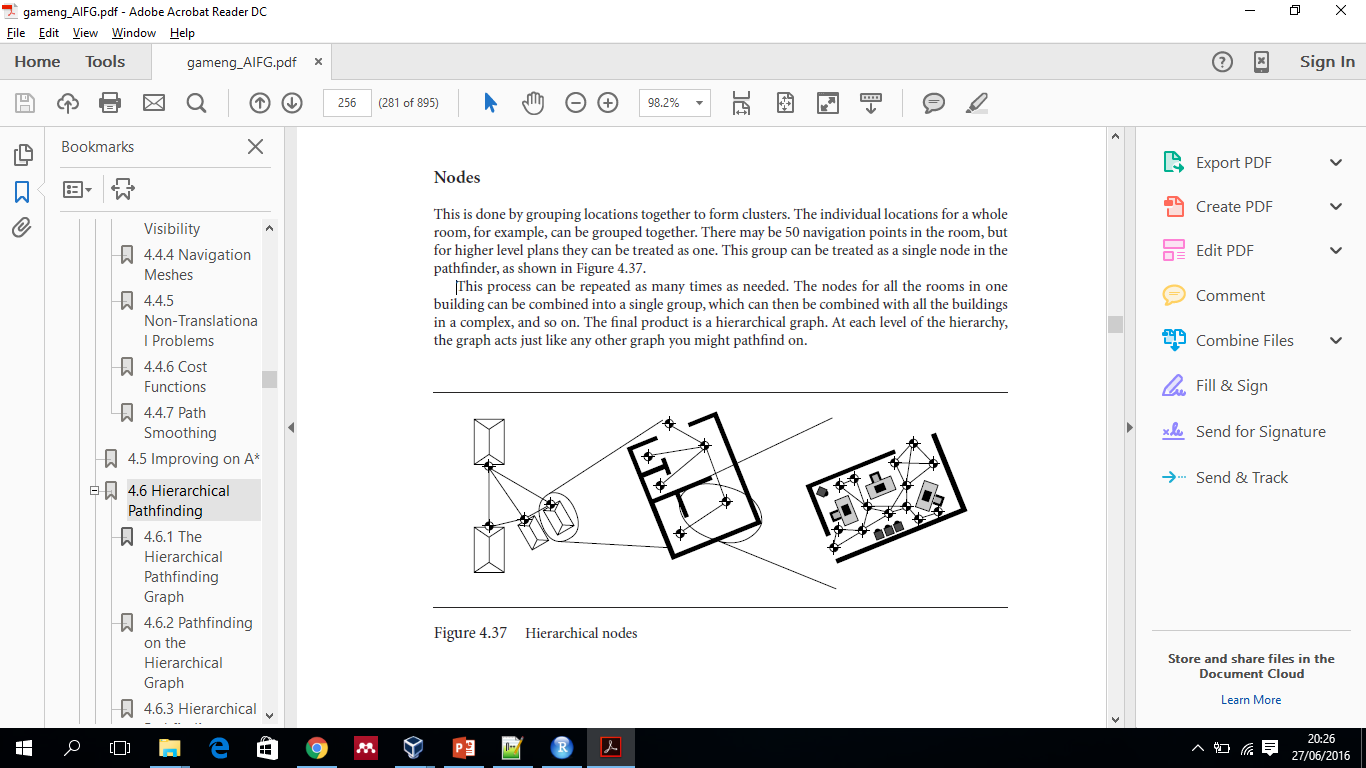 gameng_AIFG.pdf - Adobe Acrobat Reader DC
File Edit View Window Help
Home Tools gameng_AIFG.pdf × Sign In
256 (281 of 895) 98.2%
Bookmarks
Visibility
4.4.4 Navigation
Meshes
4.4.5
Non-Translationa
l Problems
4.4.6 Cost
Functions
4.4.7 Path
Smoothing
4.5 Improving on A*
4.6 Hierarchical
Pathfinding
4.6.1 The
Hierarchical
Pathfinding
Graph
4.6.2 Pathfinding
on the
Hierarchical
Graph
4.6.3 Hierarchical
Nodes
This is done by grouping locations together to form clusters. The individual locations for a whole
room, for example, can be grouped together. There may be 50 navigation points in the room, but
for higher level plans they can be treated as one. This group can be treated as a single node in the
pathfinder, as shown in Figure 4.37.
This process can be repeated as many times as needed. The nodes for all the rooms in one
building can be combined into a single group, which can then be combined with all the buildings
in a complex, and so on. The final product is a hierarchical graph. At each level of the hierarchy,
the graph acts just like any other graph you might pathfind on.
Figure 4.37 Hierarchical nodes
Export PDF
Create PDF
Edit PDF
Comment
Combine Files
Fill & Sign
Send for Signature
Send & Track
Store and share files in the
Document Cloud
Learn More
20:26
27/06/2016